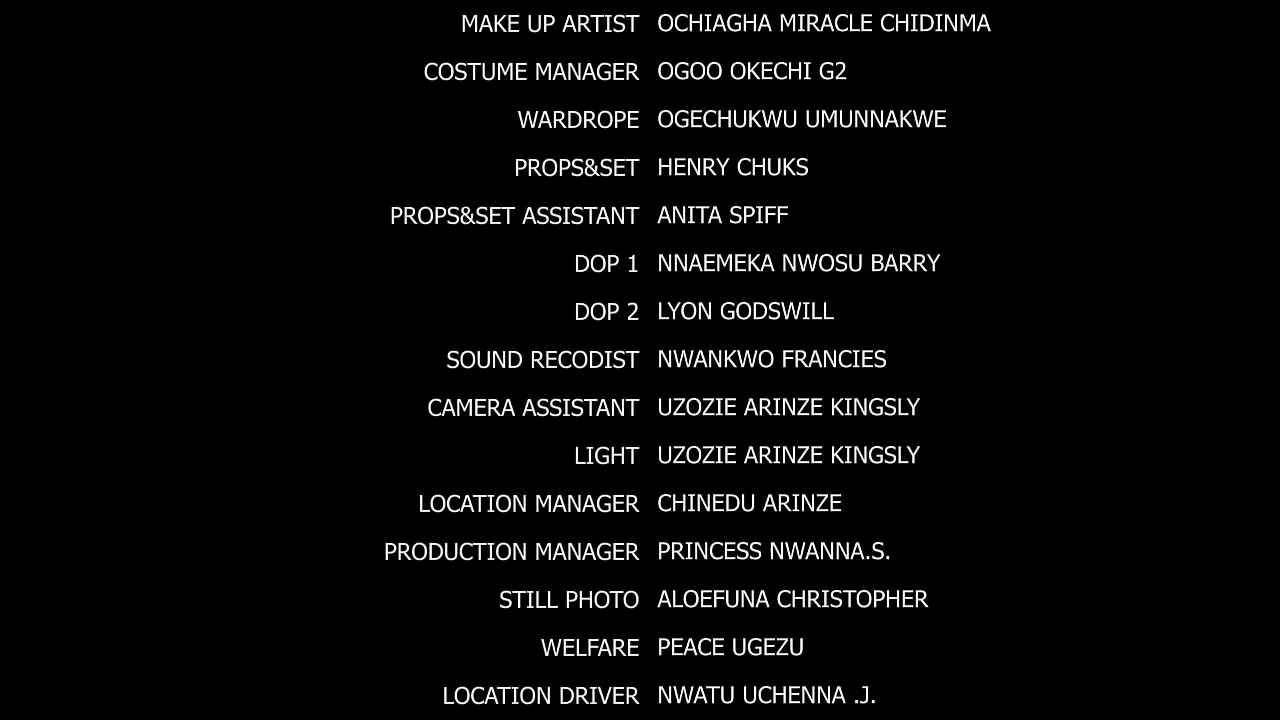 MAKE UP ARTIST OCHIAGHA MIRACLE CHIDINMA
COSTUME MANAGER OGOO OKECHI G2
WARDROPE OGECHUKWU UMUNNAKWE
PROPS&SET HENRY CHUKS
PROPS&SET ASSISTANT ANITA SPIFF
DOP 1 NNAEMEKA NWOSU BARRY
DOP 2 LYON GODSWILL
SOUND RECODIST NWANKWO FRANCIES
CAMERA ASSISTANT UZOZIE ARINZE KINGSLY
LIGHT UZOZIE ARINZE KINGSLY
LOCATION MANAGER CHINEDU ARINZE
PRODUCTION MANAGER PRINCESS NWANNA.S.
STILL PHOTO ALOEFUNA CHRISTOPHER
WELFARE PEACE UGEZU
LOCATION DRIVER NWATU UCHENNA .J.